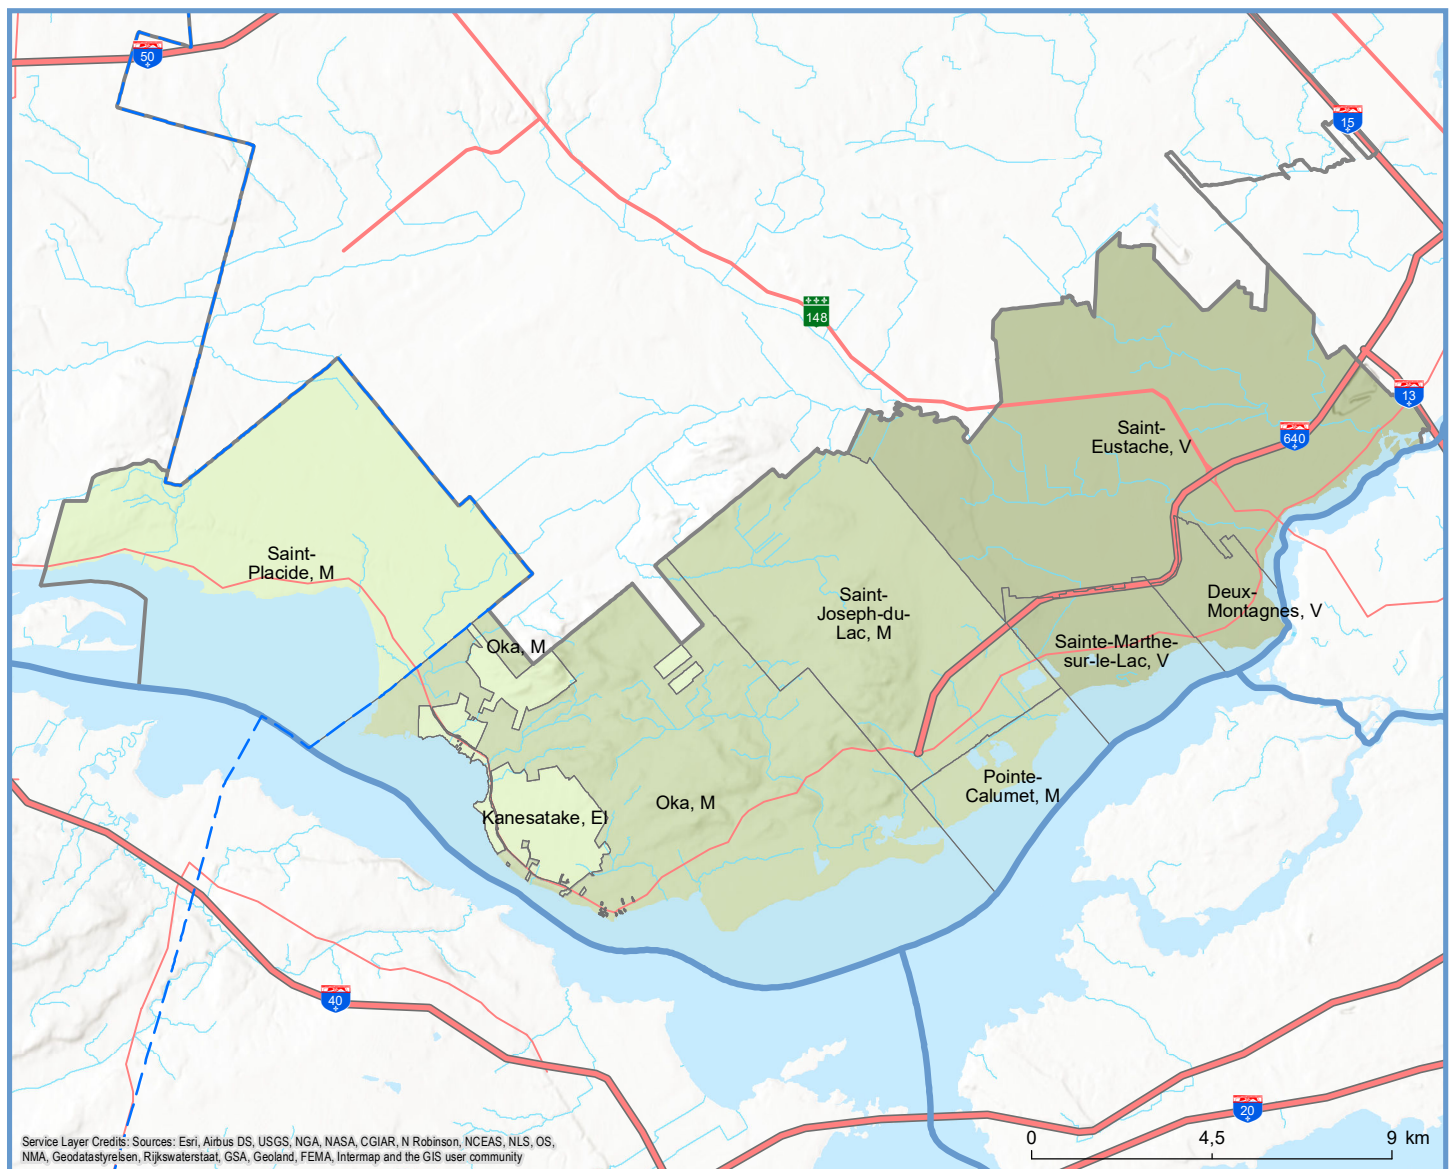 50
15
148
13
Saint-
Eustache, V
640
Saint-
Placide, M
Saint-
Joseph-du-
Lac, M
Deux-
Montagnes, V
Oka, M
Sainte-Marthe-
sur-le-Lac, V
Pointe-
Calumet, M
Oka, M
Kanesatake, EI
40
20
0 4,5 9 km
Service Layer Credits: Sources: Esri, Airbus DS, USGS, NGA, NASA, CGIAR, N Robinson, NCEAS, NLS, OS,
NMA, Geodatastyrelsen, Rijkswaterstaat, GSA, Geoland, FEMA, Intermap and the GIS user community